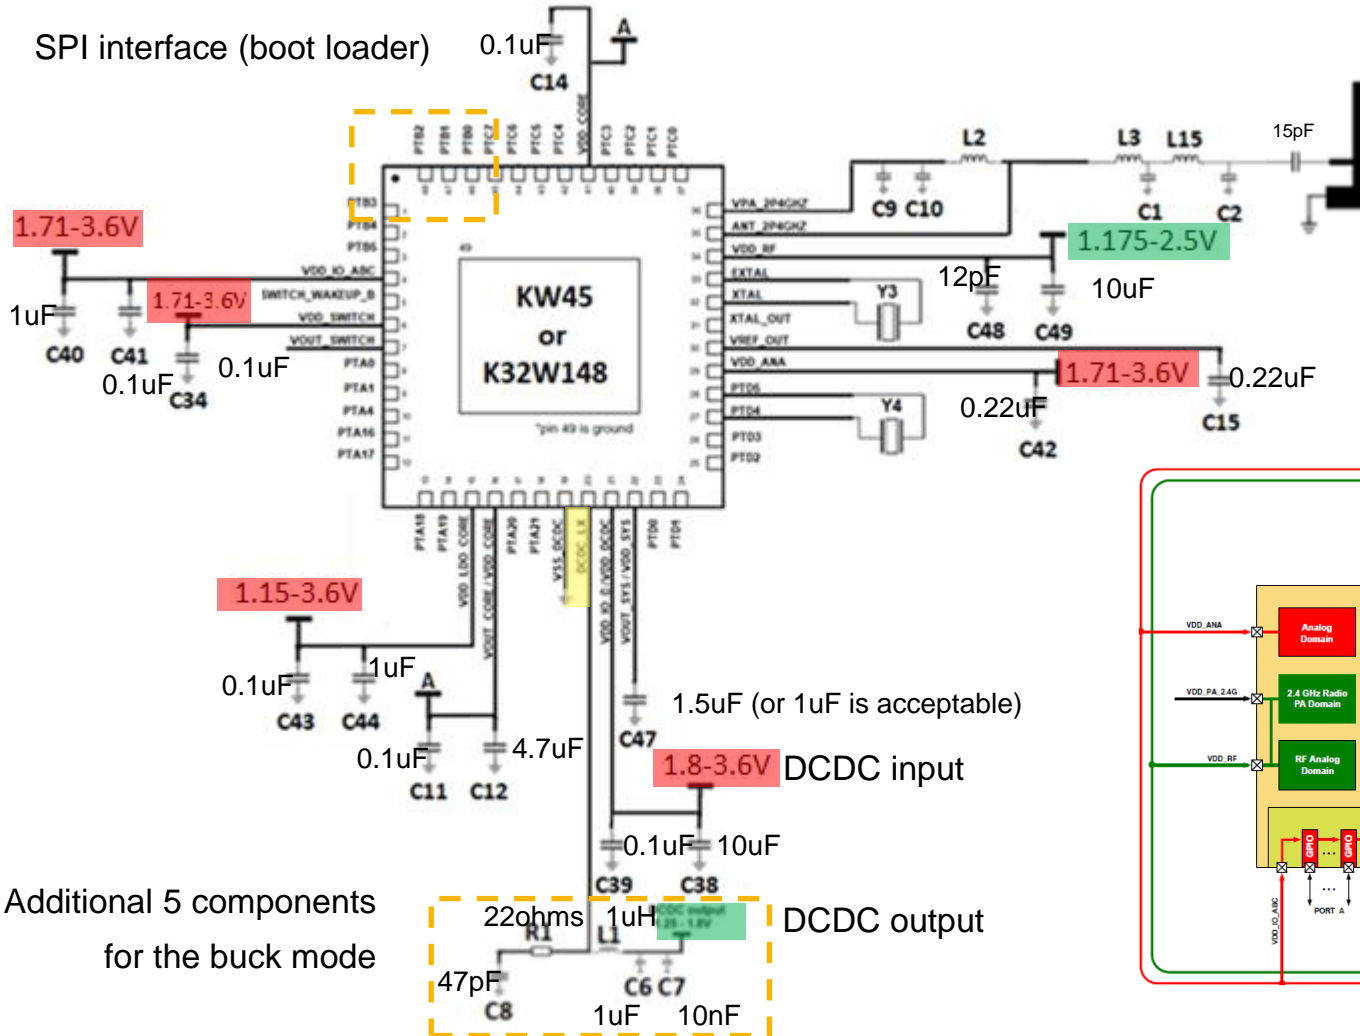 SPI interface (boot loader)
0.1uF
C14
A
VDD_CORE
PTB2
PTB1
PTB0
PTC7
PTC6
PTC5
PTC4
PTC3
PTC2
PTC1
PTC0
L2
L3
L15
15pF
C9
C10
C1
C2
1.71-3.6V
1uF
C40
C41
0.1uF
1.71-3.6V
C34
0.1uF
PTB3
PTB4
PTB5
VDD_IO_ABC
SWITCH_WAKEUP_B
VDD_SWITCH
VOUT_SWITCH
PTA0
PTA1
PTA4
PTA16
PTA17
49
KW45
or
K32W148
*pin 49 is ground
VPA_2P4GHZ
ANT_2P4GHZ
VDD_RF
EXTAL
XTAL
XTAL_OUT
VREF_OUT
VDD_ANA
PTD5
PTD4
PTD3
PTD2
1.175-2.5V
12pF
10uF
C48
C49
Y3
1.71-3.6V
0.22uF
C15
0.22uF
C42
Y4
PTA18
PTA19
VDD_LDO_CORE
VOUT_CORE/VDD_CORE
PTA20
PTA21
VSS_DCDC
DCDC_LX
VOUT_SYS/VDD_SYS
PTD0
PTD1
1.15-3.6V
0.1uF
1uF
C43
C44
A
0.1uF
4.7uF
C11
C12
1.5uF (or 1uF is acceptable)
C47
1.8-3.6V DCDC input
0.1uF
10uF
C39
C38
Additional 5 components
for the buck mode
22ohms
1uH
DCDC output
R1
L1
DCDC output
47pF
C8
C6
C7
1uF
10nF
VDD_ANA
Analog
Domain
VDD_PA_2.4G
2.4 GHz Radio
PA Domain
VDD_RF
RF Analog
Domain
GPIO
...
GPIO
...
PORT A
VDD_IO_ABC